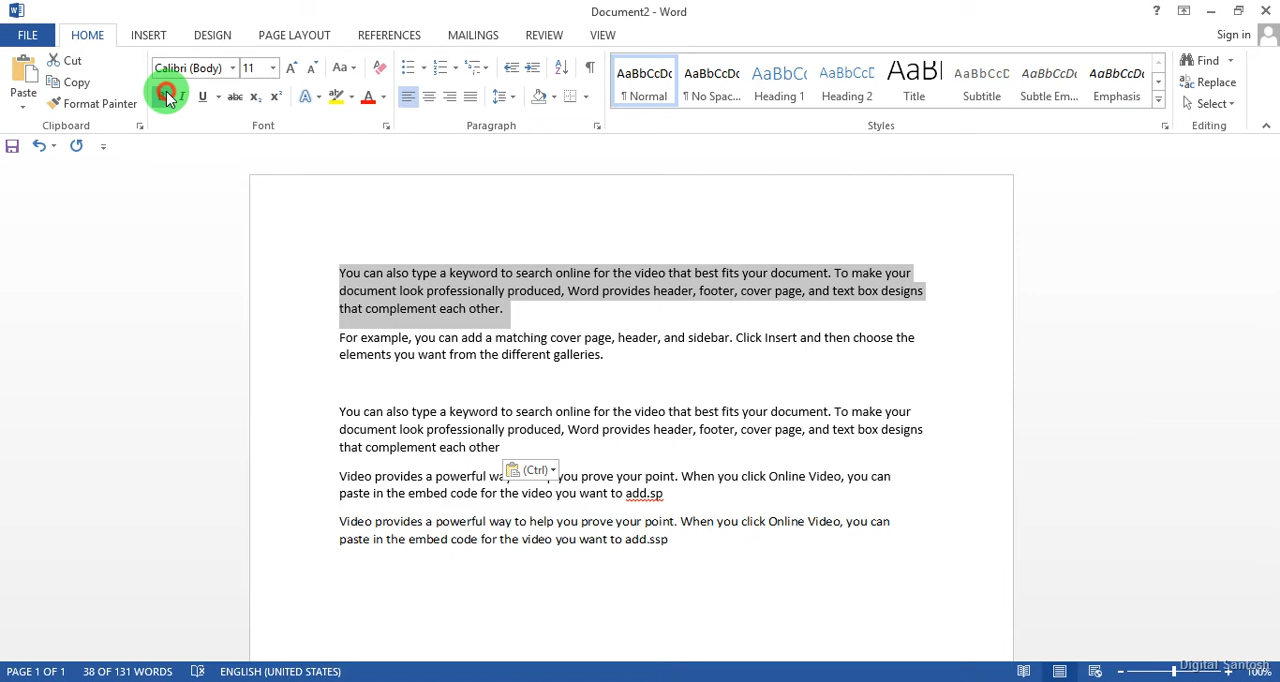 Document2 - Word
?
FILE HOME INSERT DESIGN PAGE LAYOUT REFERENCES MAILINGS REVIEW VIEW Sign in
Paste
Cut
Copy
Format Painter
Clipboard
Calibri (Body) 11 Aa
I U abc X₂ X² A A
Font
Paragraph
AaBbCcDc
¶ Normal
AaBbCcDc
¶ No Spac...
AaBbCc
Heading 1
AaBbCcD
Heading 2
AaBl
Title
AaBbCcD
Subtitle
AaBbCcDc
Subtle Em...
AaBbCcDc
Emphasis
Styles
Find
Replace
Select
Editing
You can also type a keyword to search online for the video that best fits your document. To make your
document look professionally produced, Word provides header, footer, cover page, and text box designs
that complement each other.
For example, you can add a matching cover page, header, and sidebar. Click Insert and then choose the
elements you want from the different galleries.
You can also type a keyword to search online for the video that best fits your document. To make your
document look professionally produced, Word provides header, footer, cover page, and text box designs
that complement each other
(Ctrl)
Video provides a powerful you prove your point. When you click Online Video, you can
paste in the embed code for the video you want to add.sp
Video provides a powerful way to help you prove your point. When you click Online Video, you can
paste in the embed code for the video you want to add.ssp
PAGE 1 OF 1 38 OF 131 WORDS ENGLISH (UNITED STATES) 100%
Digital Santosh